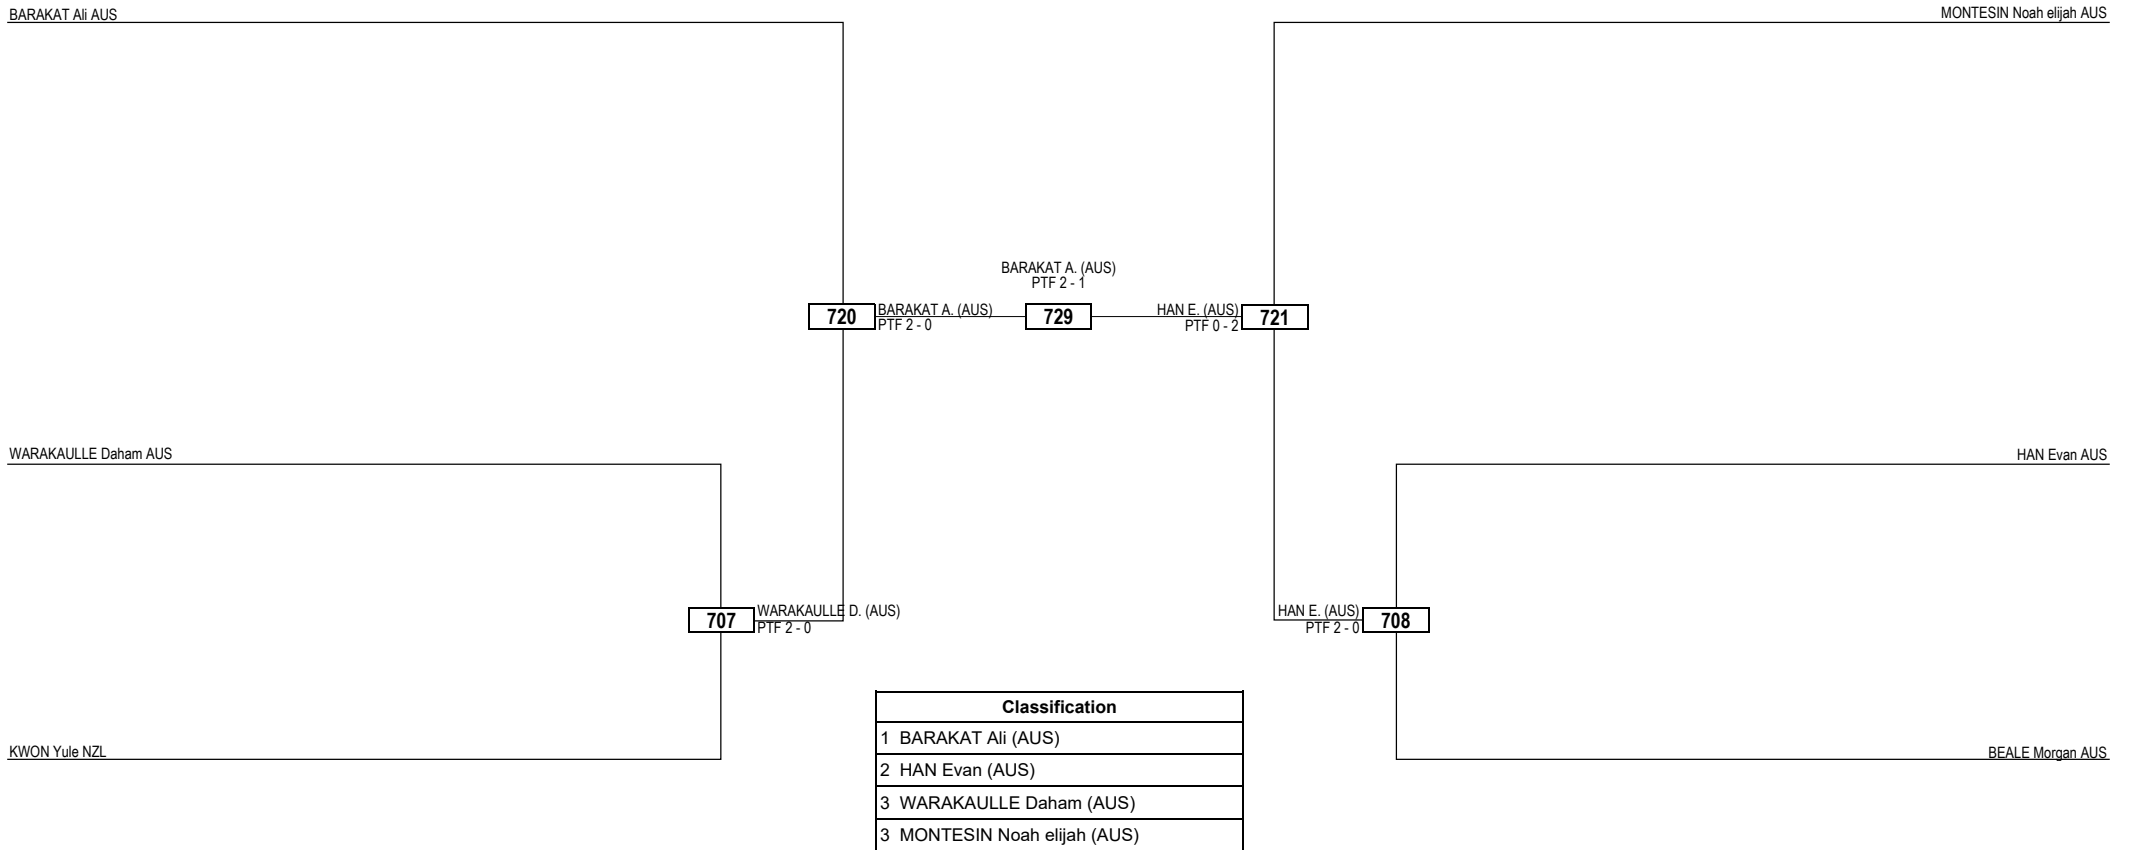 BARAKAT Ali AUS
MONTESIN Noah elijah AUS
BARAKAT A. (AUS)
PTF 2 - 1
720
BARAKAT A. (AUS)
PTF 2 - 0
729
HAN E. (AUS)
PTF 0 - 2
721
WARAKAULLE Daham AUS
HAN Evan AUS
707
WARAKAULLE D. (AUS)
PTF 2 - 0
HAN E. (AUS)
PTF 2 - 0
708
KWON Yule NZL
BEALE Morgan AUS
Classification
1 BARAKAT Ali (AUS)
2 HAN Evan (AUS)
3 WARAKAULLE Daham (AUS)
3 MONTESIN Noah elijah (AUS)